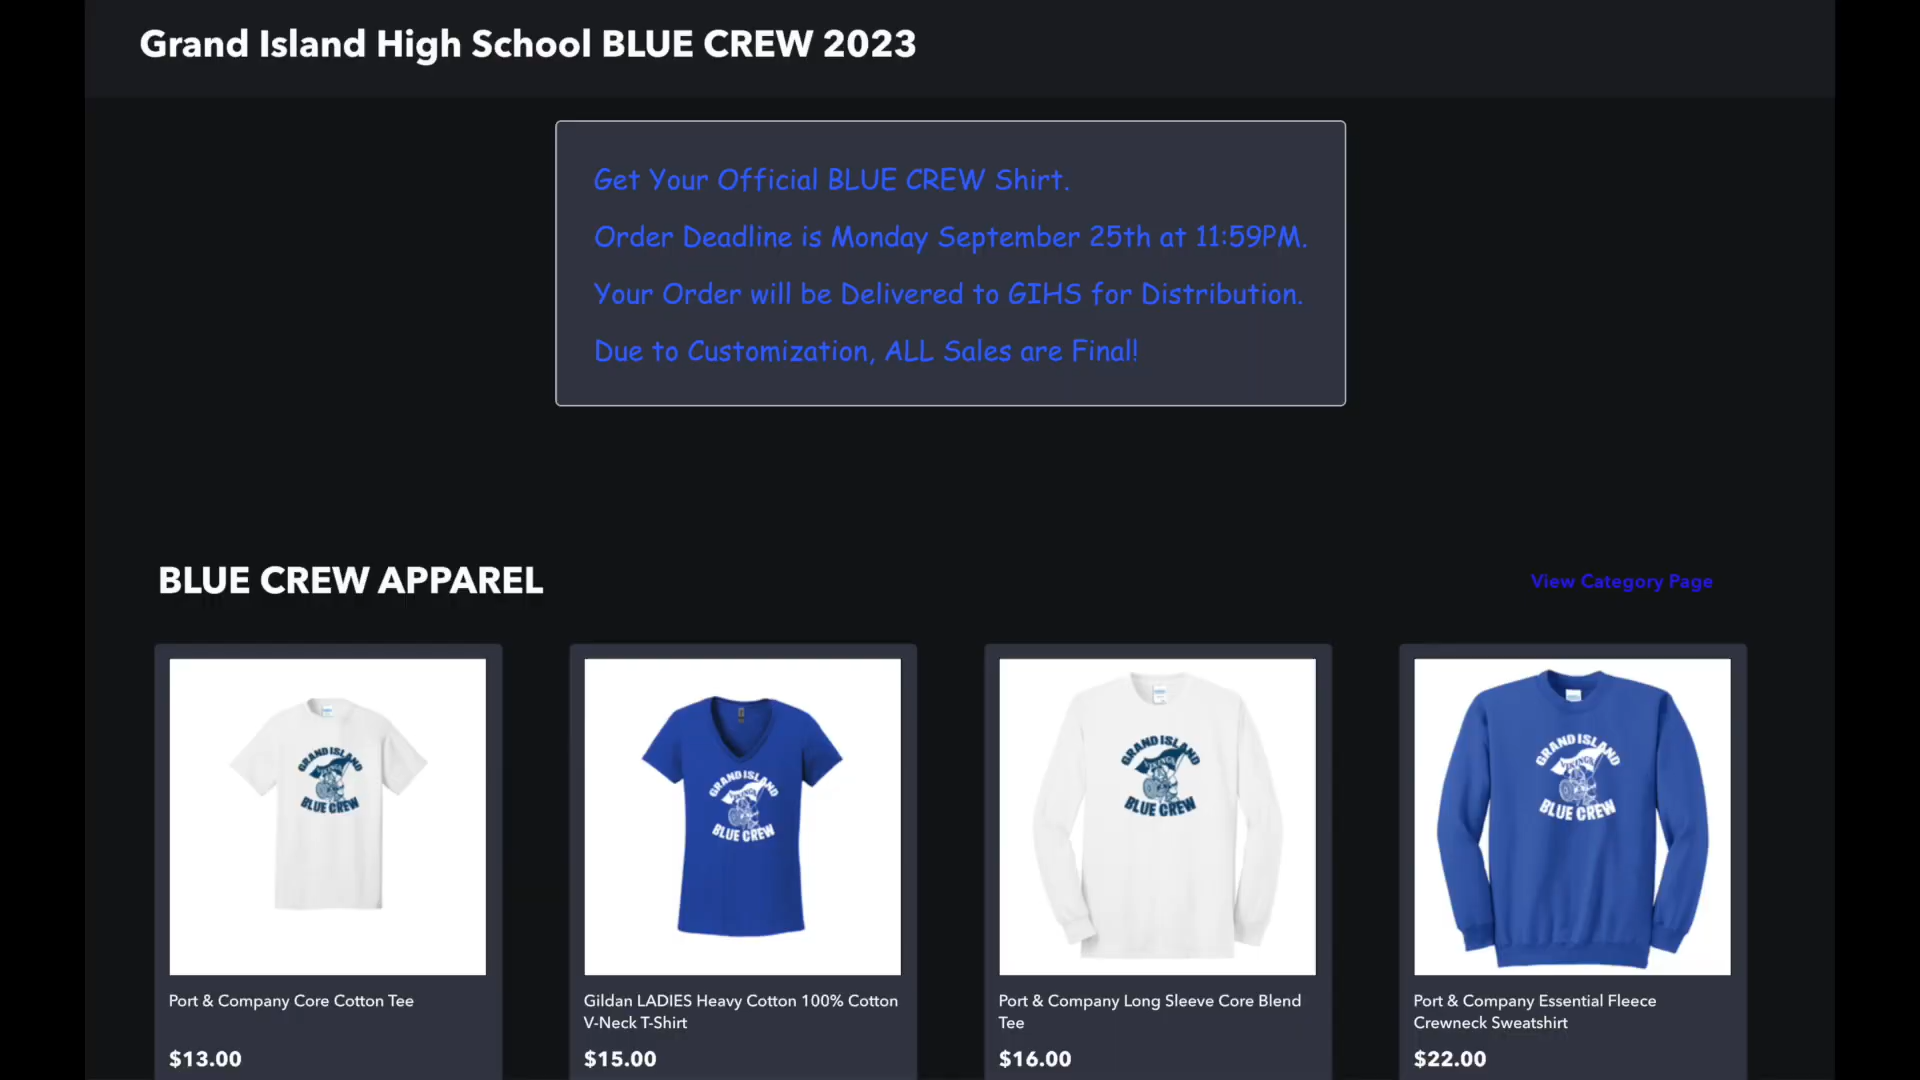 Grand Island High School BLUE CREW 2023
Get Your Official BLUE CREW Shirt.
Order Deadline is Monday September 25th at 11:59PM.
Your Order will be Delivered to GIHS for Distribution.
Due to Customization, ALL Sales are Final!
BLUE CREW APPAREL
View Category Page
GRAND ISLAND
VIKINGS
BLUE CREW
GRAND ISLAND
VIKINGS
BLUE CREW
GRAND ISLAND
VIKINGS
BLUE CREW
GRAND ISLAND
VIKINGS
BLUE CREW
Port & Company Core Cotton Tee
$13.00
Gildan LADIES Heavy Cotton 100% Cotton
V-Neck T-Shirt
$15.00
Port & Company Long Sleeve Core Blend
Tee
$16.00
Port & Company Essential Fleece
Crewneck Sweatshirt
$22.00